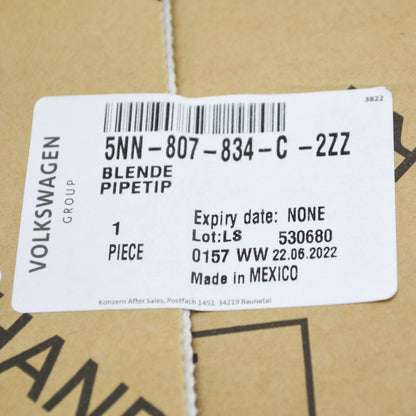 3822
VOLKSWAGEN
GROUP
5NN-807-834-C -2ZZ
BLENDE
PIPETIP
1
PIECE
Expiry date: NONE
Lot:LS 530680
0157 WW 22.06.2022
Made in MEXICO
Konzern After Sales, Postfach 1451, 34219 Baunatal
HAND